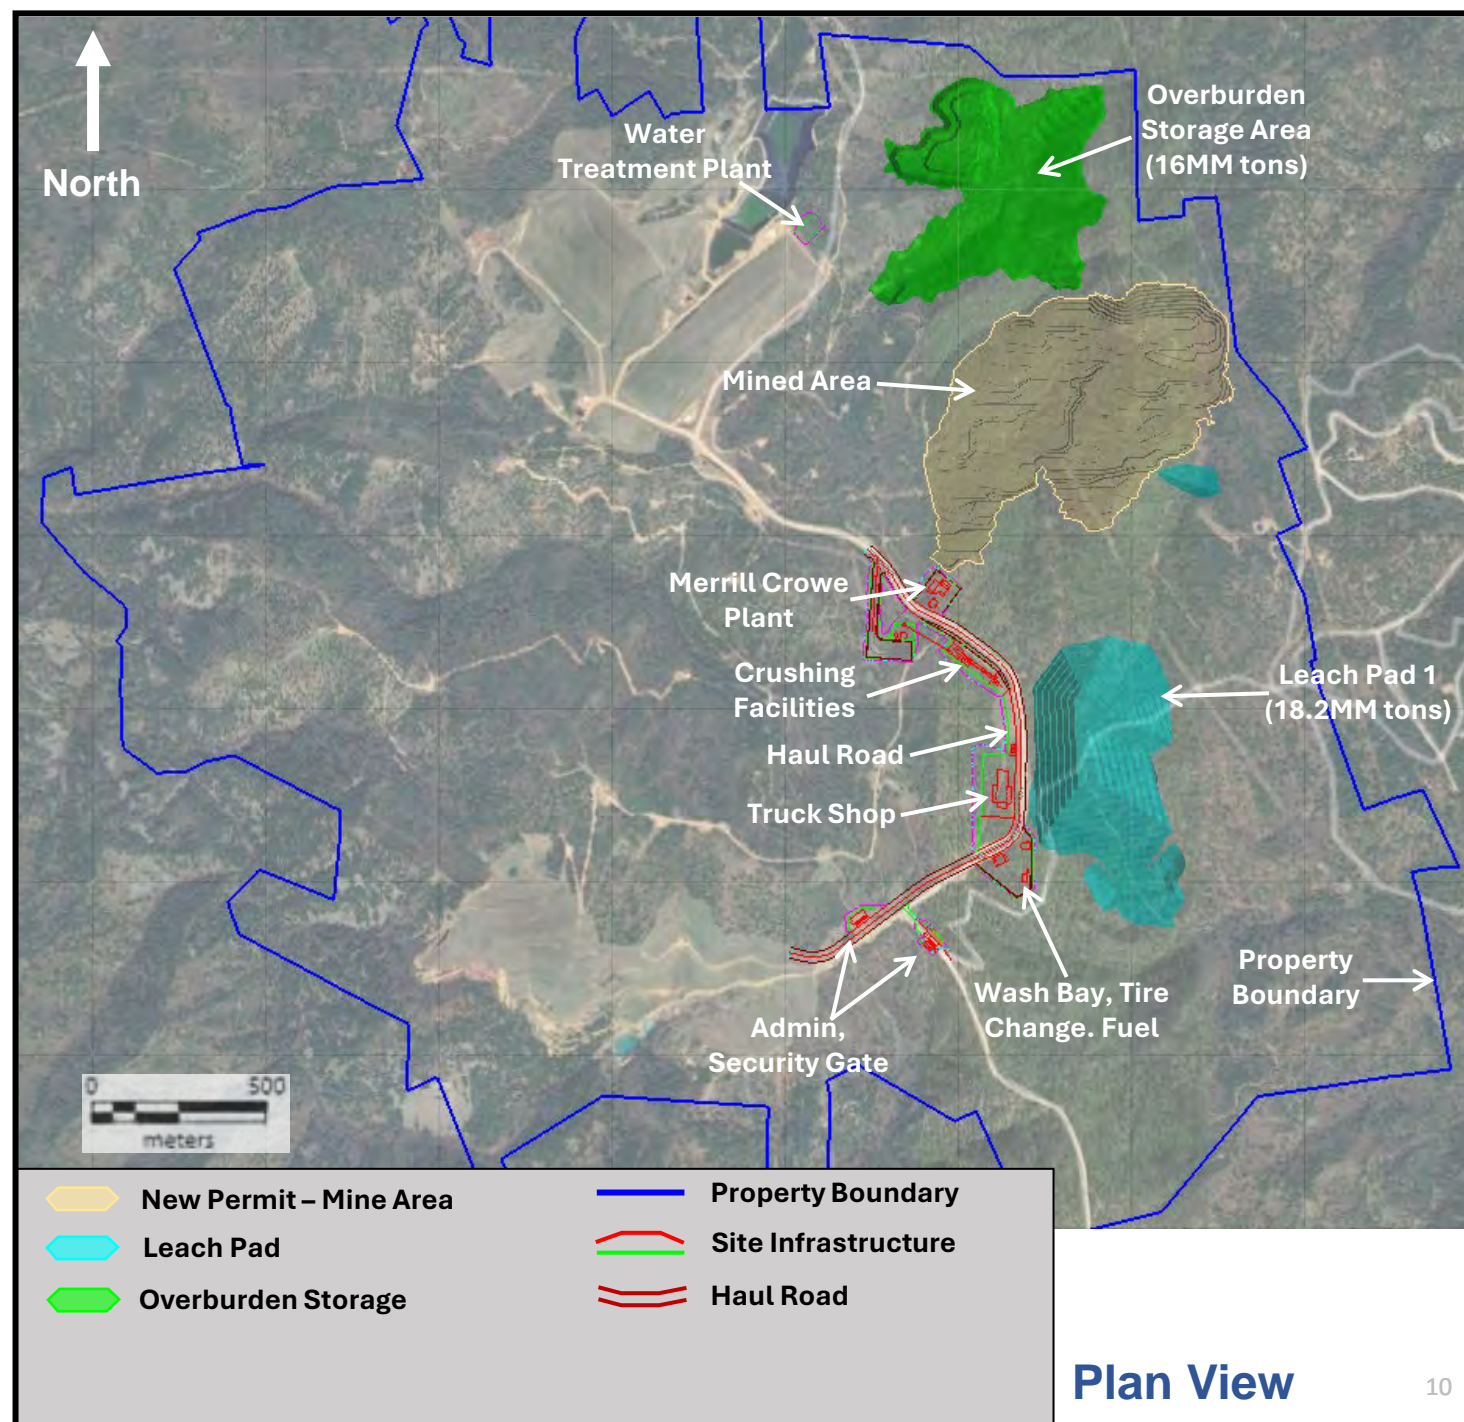 North
Water
Treatment Plant
Overburden
Storage Area
(16MM tons)
Mined Area
Merrill Crowe
Plant
Crushing
Facilities
Leach Pad 1
(18.2MM tons)
Haul Road
Truck Shop
Property
Boundary
Wash Bay, Tire
Change. Fuel
Admin,
Security Gate
0 500
meters
New Permit – Mine Area
Leach Pad
Overburden Storage
Property Boundary
Site Infrastructure
Haul Road
Plan View
10